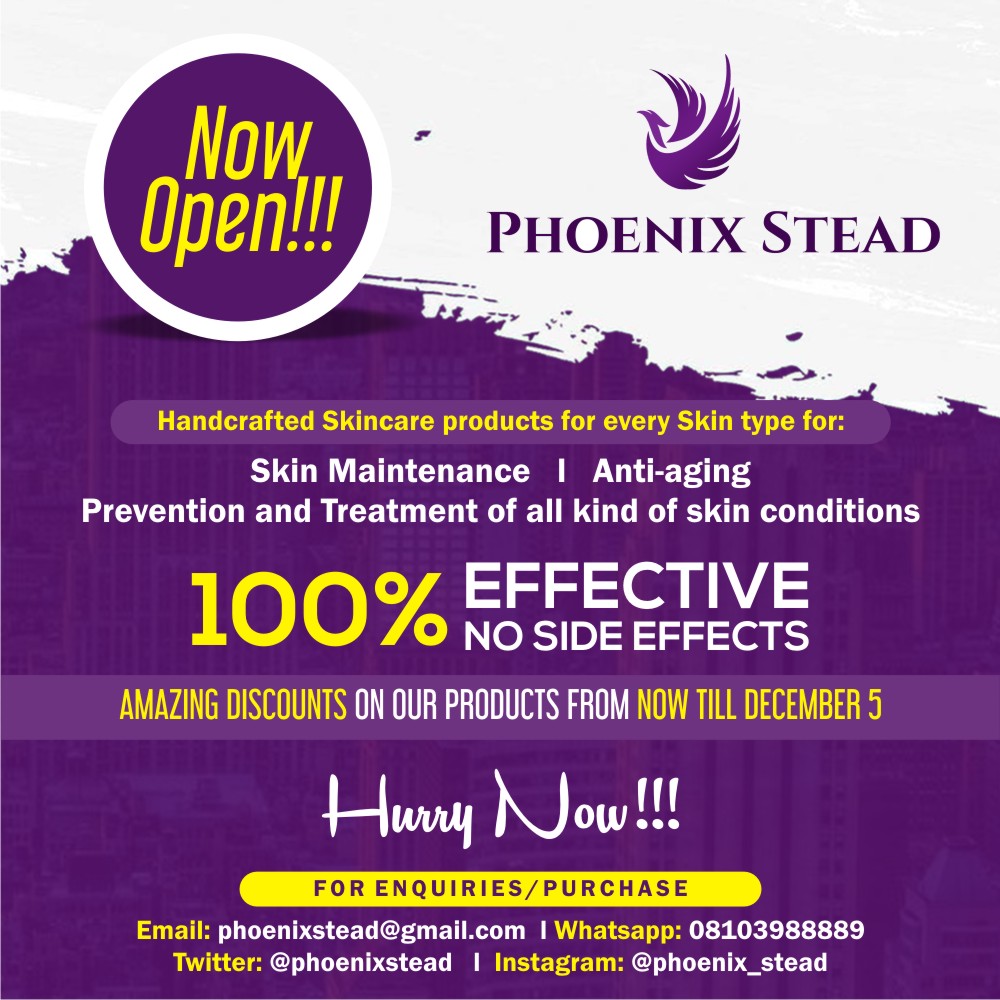 Now
Open!!!
PHOENIX STEAD
Handcrafted Skincare products for every Skin type for:
Skin Maintenance I Anti-aging
Prevention and Treatment of all kind of skin conditions
100% EFFECTIVE
NO SIDE EFFECTS
AMAZING DISCOUNTS ON OUR PRODUCTS FROM NOW TILL DECEMBER 5
Hurry Now!!!
FOR ENQUIRIES/PURCHASE
Email: phoenixstead@gmail.com I Whatsapp: 08103988889
Twitter: @phoenixstead I Instagram: @phoenix_stead